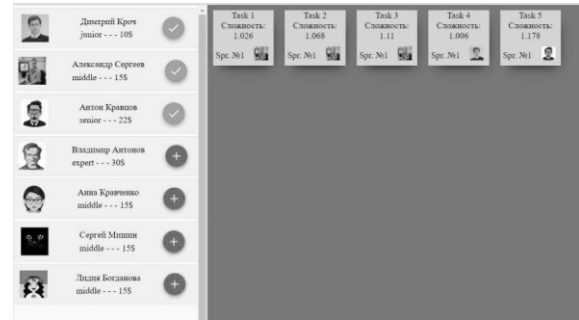 Дмитрий Кроч
junior - - - 10$
Александр Сергеев
middle - - - 15$
Антон Кравцов
senior - - - 22$
Владимир Антонов
expert - - - 30$
Анна Кравченко
middle - - - 15$
Сергей Мишин
middle - - - 15$
Лидия Богданова
middle - - - 15$
Task 1
Сложность:
1.026
Spr. №1
Task 2
Сложность:
1.068
Spr. №1
Task 3
Сложность:
1.11
Spr. №1
Task 4
Сложность:
1.006
Spr. №1
Task 5
Сложность:
1.178
Spr. №1